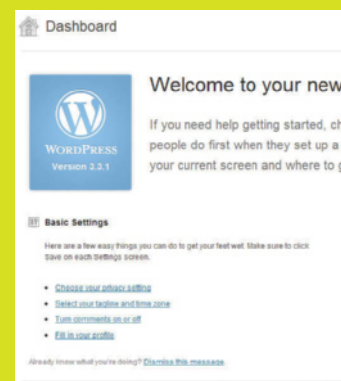 Dashboard
Welcome to your new
WORDPRESS
Version 3.3.1
If you need help getting started, ch
people do first when they set up a
your current screen and where to g
Basic Settings
Here are a few easy things you can do to get your feet wet. Make sure to click
Save on each Settings screen.
Choose your privacy setting
Select your tagline and time zone
Turn comments on or off
Fill in your profile
Already know what you're doing? Dismiss this message.